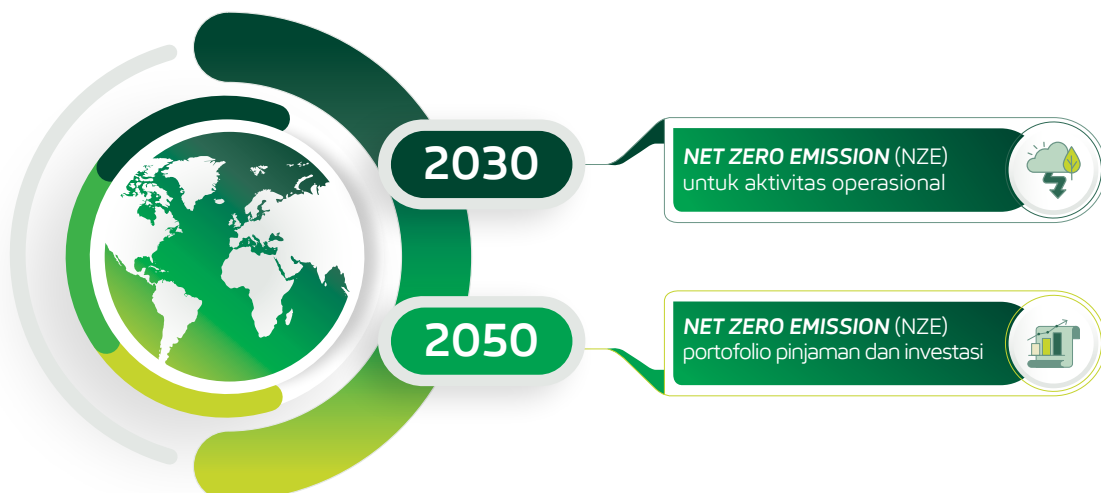 2030
NET ZERO EMISSION (NZE)
untuk aktivitas operasional
2050
NET ZERO EMISSION (NZE)
portofolio pinjaman dan investasi